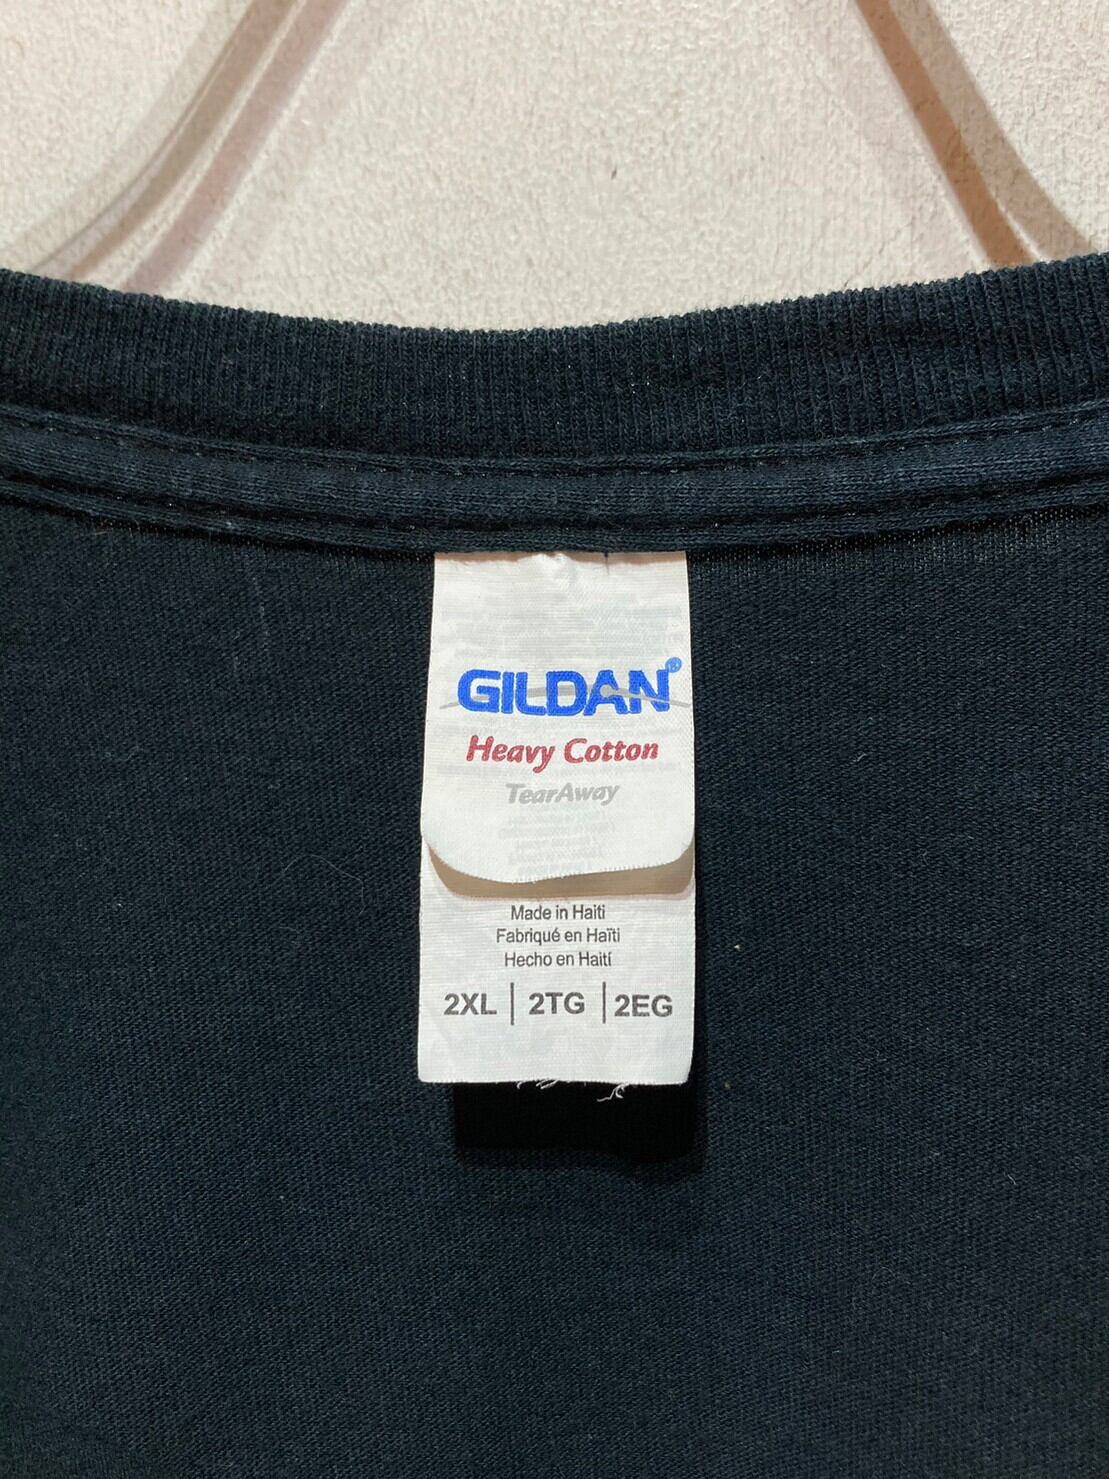 GILDAN®
Heavy Cotton
TearAway
Made in Haiti
Fabriqué en Haïti
Hecho en Haití
2XL | 2TG | 2EG